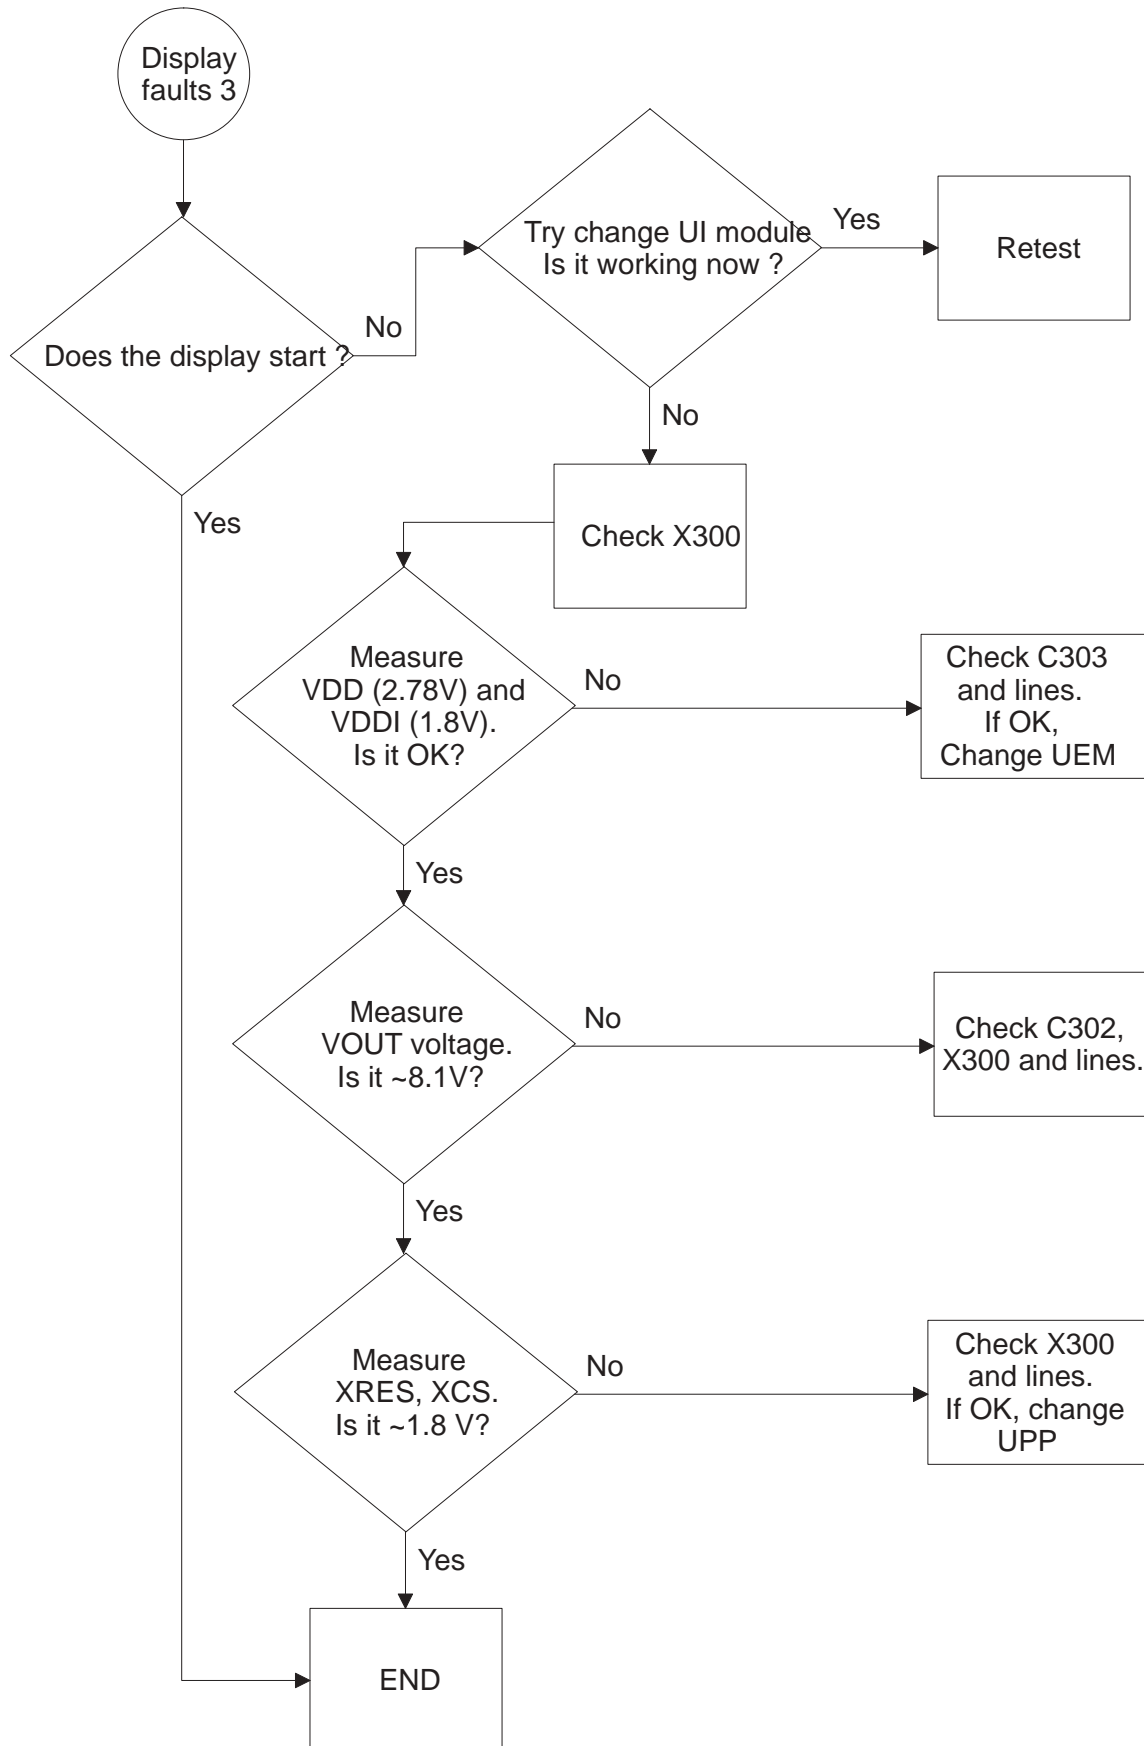 Display
faults 3
Does the display start ?
No
Yes
Try change UI module
Is it working now ?
Yes
Retest
No
Check X300
Measure
VDD (2.78V) and
VDDI (1.8V).
Is it OK?
No
Check C303
and lines.
If OK,
Change UEM
Yes
Measure
VOUT voltage.
Is it ~8.1V?
No
Check C302,
X300 and lines.
Yes
Measure
XRES, XCS.
Is it ~1.8 V?
No
Check X300
and lines.
If OK, change
UPP
Yes
END